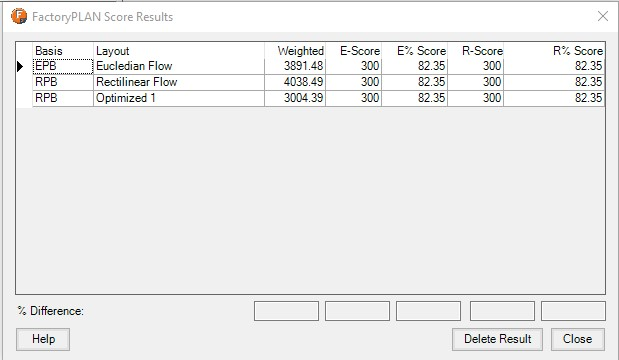 FactoryPLAN Score Results
Basis Layout Weighted E-Score E% Score R-Score R% Score
EPB Eucledian Flow 3891.48 300 82.35 300 82.35
RPB Rectilinear Flow 4038.49 300 82.35 300 82.35
RPB Optimized 1 3004.39 300 82.35 300 82.35
% Difference:
Help Delete Result Close